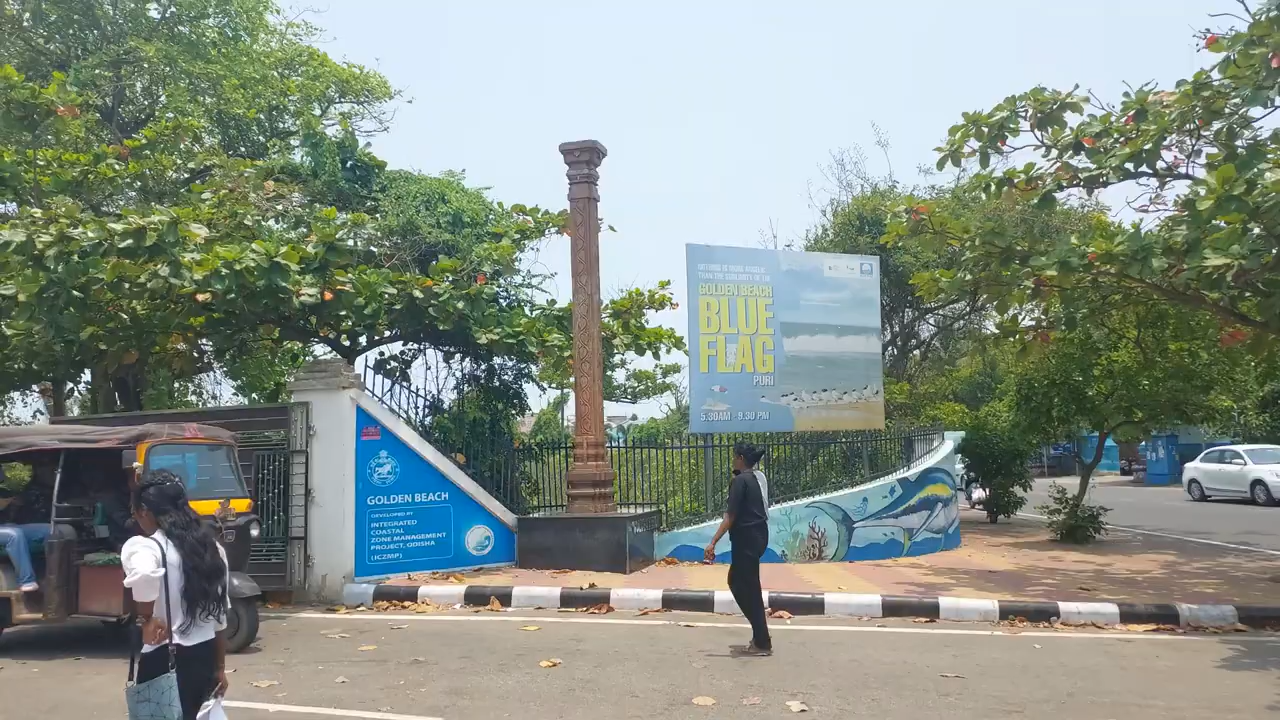 GOLDEN BEACH
DEVELOPED BY
INTEGRATED
COASTAL
ZONE MANAGEMENT
PROJECT, ODISHA
(ICZMP)
GOLDEN BEACH
BLUE
FLAG
PURI
5.30AM - 9.30 PM